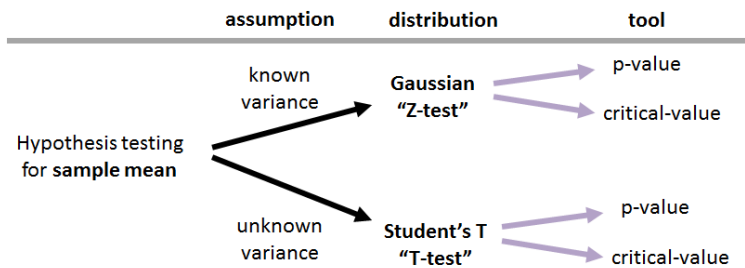 assumption distribution tool
known
variance
Gaussian
“Z-test”
p-value
critical-value
Hypothesis testing
for sample mean
unknown
variance
Student’s T
“T-test”
p-value
critical-value